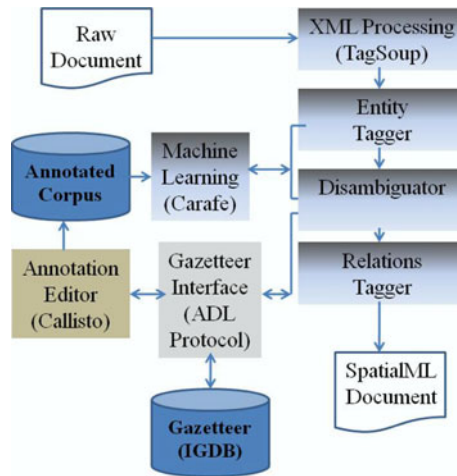 Raw
Document
XML Processing
(TagSoup)
Entity
Tagger
Annotated
Corpus
Machine
Learning
(Carafe)
Disambiguator
Annotation
Editor
(Callisto)
Gazetteer
Interface
(ADL
Protocol)
Relations
Tagger
SpatialML
Document
Gazetteer
(IGDB)